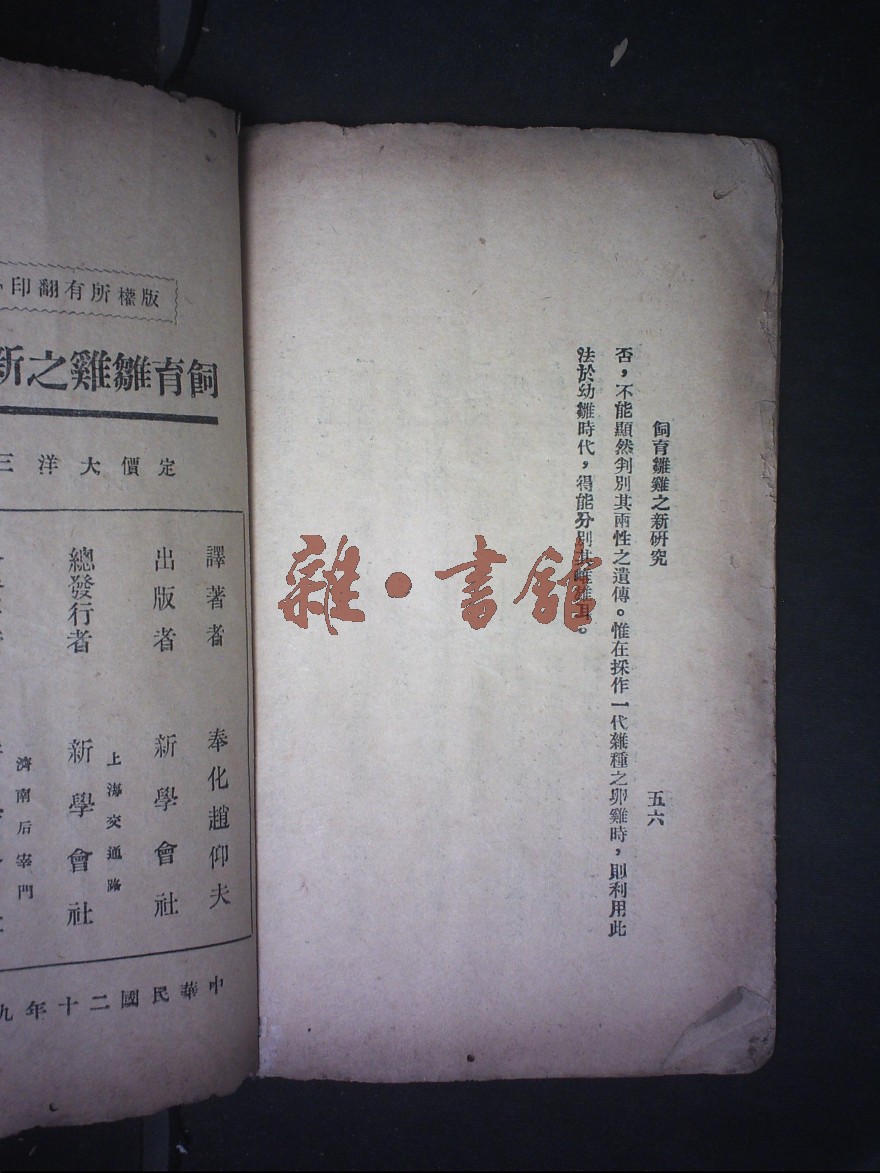 飼育雛雞之新研究
五六
否，不能顯然判別其兩性之遺傳。惟在採作一代雜種之卵雞時，則利用此
法於幼雛時代，得能分別其雌雄耳。
雜·書館
版權所有翻印
飼育雛雞之新
定價大洋三
譯著者 奉化趙仰夫
出版者 新學會社
上海交通路
總發行者 新學會社
濟南后宰門
中華民國二十年九